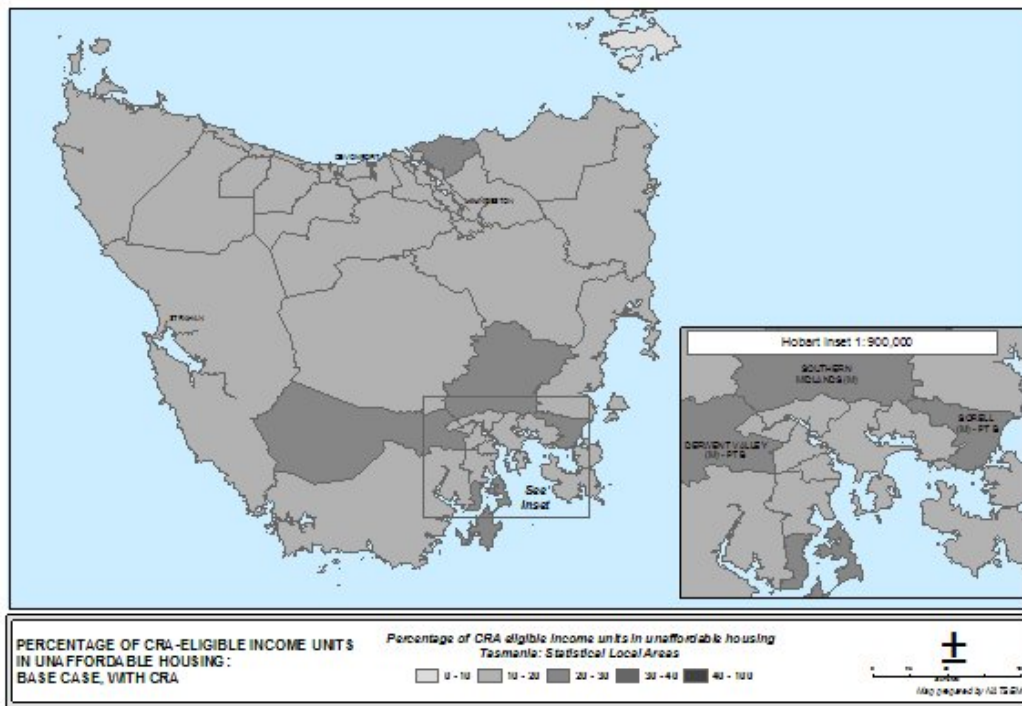 DEVONPORT
LAUNCESTON
STRAHAN
See
Inset
Hobart Inset 1: 900,000
SOUTHERN
MIDLANDS (M)
SORELL
(M) - PT B
DERWENT VALLEY
(M) - PT B
PERCENTAGE OF CRA-ELIGIBLE INCOME UNITS
IN UNAFFORDABLE HOUSING:
BASE CASE, WITH CRA
Percentage of CRA eligible income units in unaffordable housing
Tasmania: Statistical Local Areas
0 - 10 10 - 20 20 - 30 30 - 40 40 - 100
Map prepared by NATSEM